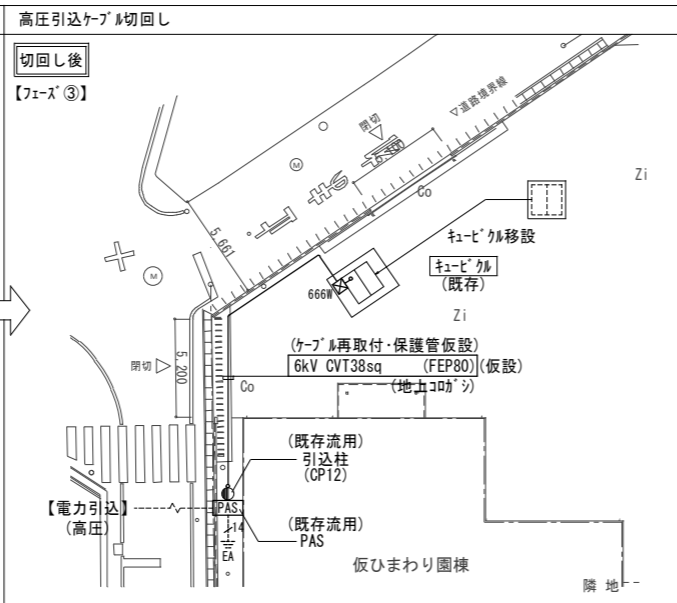 高圧引込ｹｰﾌﾞﾙ切回し
切回し後
【ﾌｪｰｽﾞ③】
▽道路境界線
閉切
Co
Zi
5,661
M
ｷｭｰﾋﾞｸﾙ移設
ｷｭｰﾋﾞｸﾙ
(既存)
M
666W
Zi
(ｹｰﾌﾞﾙ再取付・保護管仮設)
6kV CVT38sq (FEP80)(仮設)
(地上ｺﾛｶﾞｼ)
閉切
5,200
Co
(既存流用)
引込柱
(CP12)
【電力引込】
(高圧)
PAS
14
EA
(既存流用)
PAS
仮ひまわり園棟
隣 地